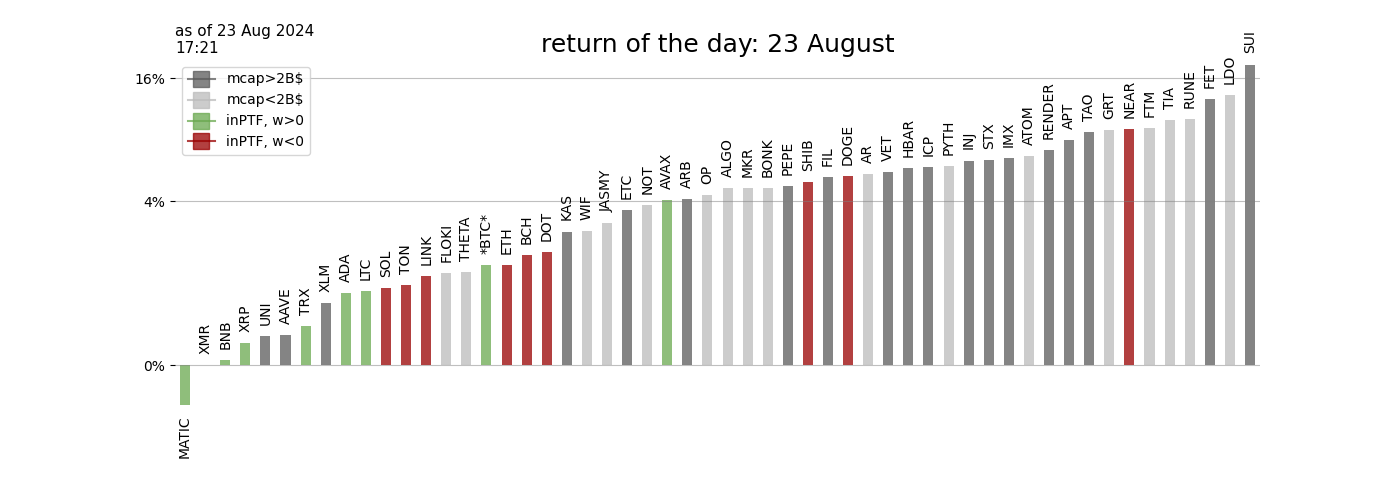 as of 23 Aug 2024
17:21
return of the day: 23 August
mcap>2B$
mcap<2B$
inPTF, w>0
inPTF, w<0
16%
4%
0%
MATIC
XMR
BNB
XRP
UNI
AAVE
TRX
XLM
ADA
LTC
SOL
TON
LINK
FLOKI
THETA
*BTC*
ETH
BCH
DOT
KAS
WIF
JASMY
ETC
NOT
AVAX
ARB
OP
ALGO
MKR
BONK
PEPE
SHIB
FIL
DOGE
AR
VET
HBAR
ICP
PYTH
INJ
STX
IMX
ATOM
RENDER
APT
TAO
GRT
NEAR
FTM
TIA
RUNE
FET
LDO
SUI